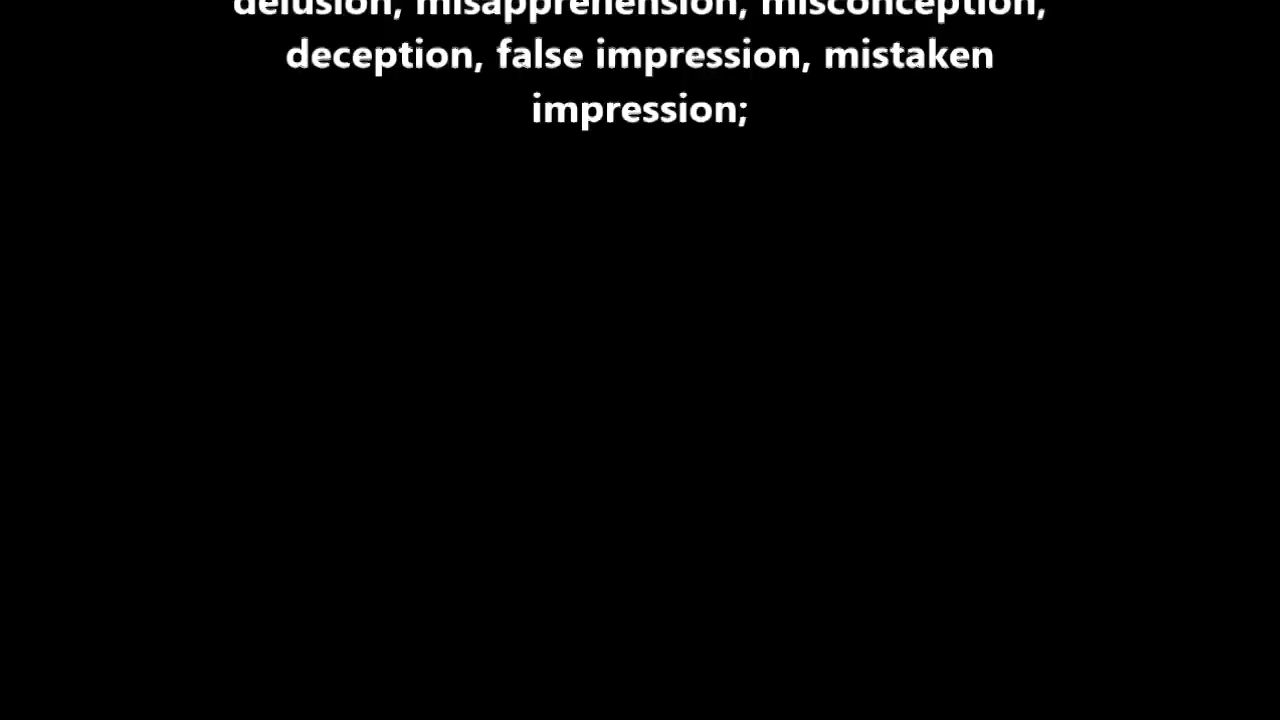 delusion, misapprehension, misconception,
deception, false impression, mistaken
impression;